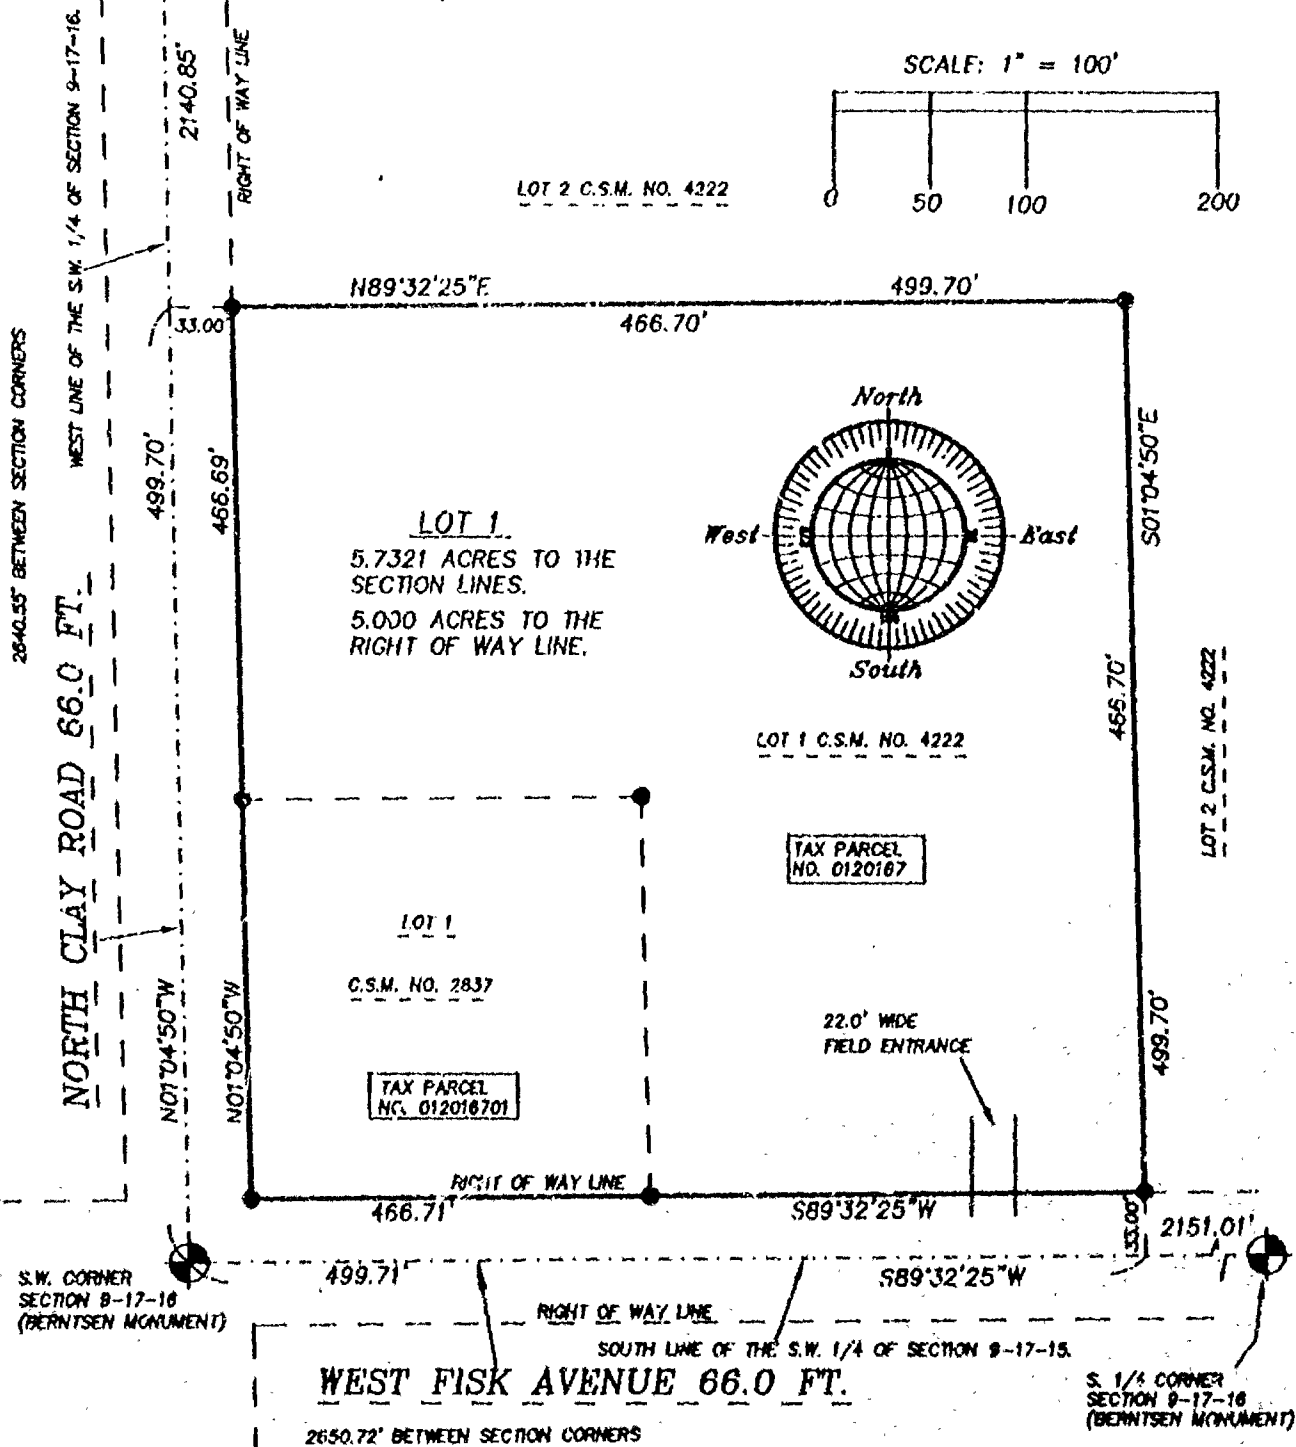 SCALE: 1" = 100'
0 50 100 200
2140.85'
RIGHT OF WAY LINE
WEST LINE OF THE S.W. 1/4 OF SECTION 9-17-16.
2640.55' BETWEEN SECTION CORNERS
LOT 2 C.S.M. NO. 4222
N89°32'25"E 499.70'
33.00'
466.70'
North
West East
South
499.70'
466.69'
S01°04'50"E
LOT 1
5.7321 ACRES TO THE
SECTION LINES.
5.000 ACRES TO THE
RIGHT OF WAY LINE.
NORTH CLAY ROAD 66.0 FT.
466.70'
LOT 2 C.S.M. NO. 4222
LOT 1 C.S.M. NO. 4222
TAX PARCEL
NO. 0120167
LOT 1
C.S.M. NO. 2837
N01°04'50"W
N01°04'50"W
TAX PARCEL
NO. 012016701
22.0' WIDE
FIELD ENTRANCE
499.70'
RIGHT OF WAY LINE
466.71'
S89°32'25"W
33.00'
2151.01'
S.W. CORNER
SECTION 9-17-16
(BERNTSEN MONUMENT)
499.71'
S89°32'25"W
RIGHT OF WAY LINE
SOUTH LINE OF THE S.W. 1/4 OF SECTION 9-17-15.
WEST FISK AVENUE 66.0 FT.
2650.72' BETWEEN SECTION CORNERS
S. 1/4 CORNER
SECTION 9-17-16
(BERNTSEN MONUMENT)